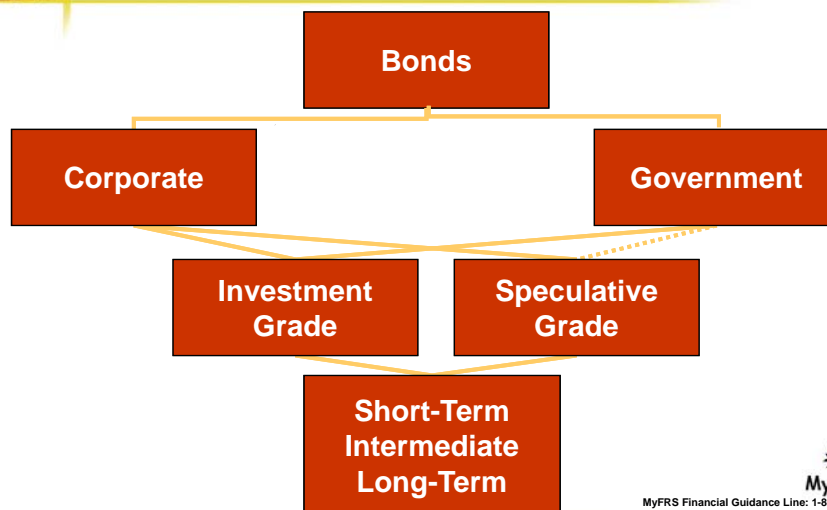 Bonds
Corporate
Government
Investment
Grade
Speculative
Grade
Short-Term
Intermediate
Long-Term
My
MyFRS Financial Guidance Line: 1-8